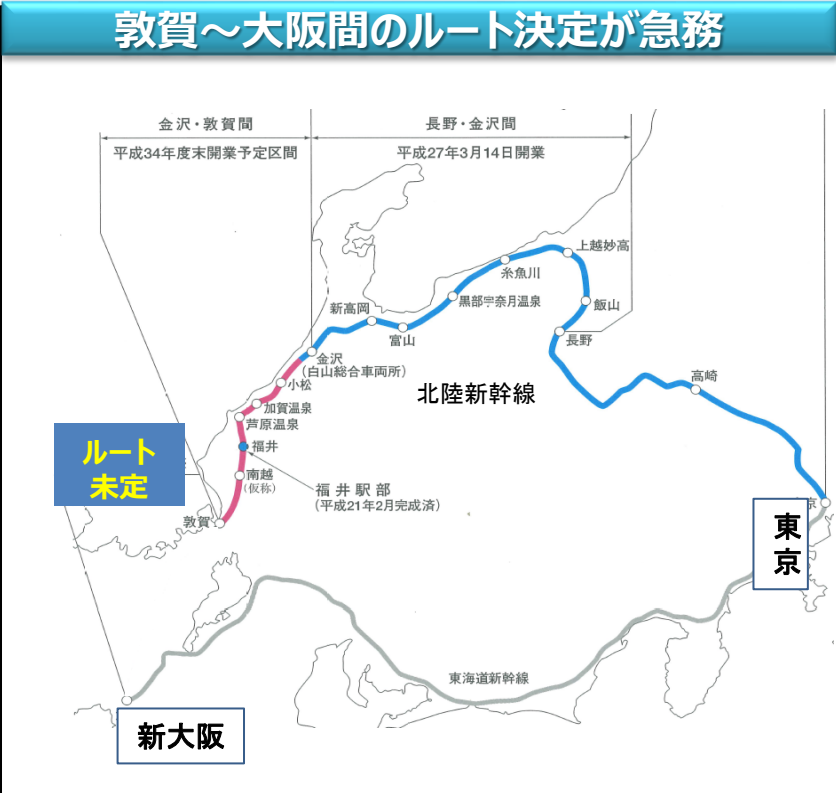 敦賀～大阪間のルート決定が急務
金沢・敦賀間
長野・金沢間
平成34年度末開業予定区間
平成27年3月14日開業
上越妙高
糸魚川
黒部宇奈月温泉
飯山
新高岡
富山
長野
金沢
(白山総合車両所)
小松
高崎
北陸新幹線
加賀温泉
芦原温泉
ルート
未定
福井
南越
(仮称)
福井駅部
(平成21年2月完成済)
敦賀
京
東
京
東海道新幹線
新大阪